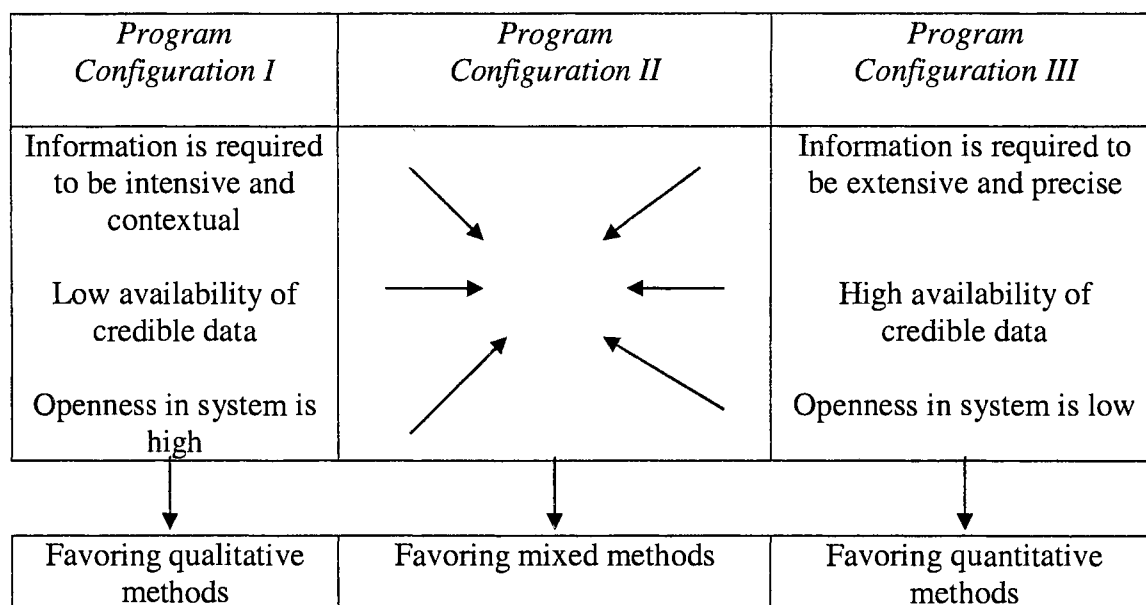 Program
Configuration I
Program
Configuration II
Program
Configuration III
Information is required
to be intensive and
contextual
Low availability of
credible data
Openness in system is
high
Information is required to
be extensive and precise
High availability of
credible data
Openness in system is low
Favoring qualitative
methods
Favoring mixed methods
Favoring quantitative
methods